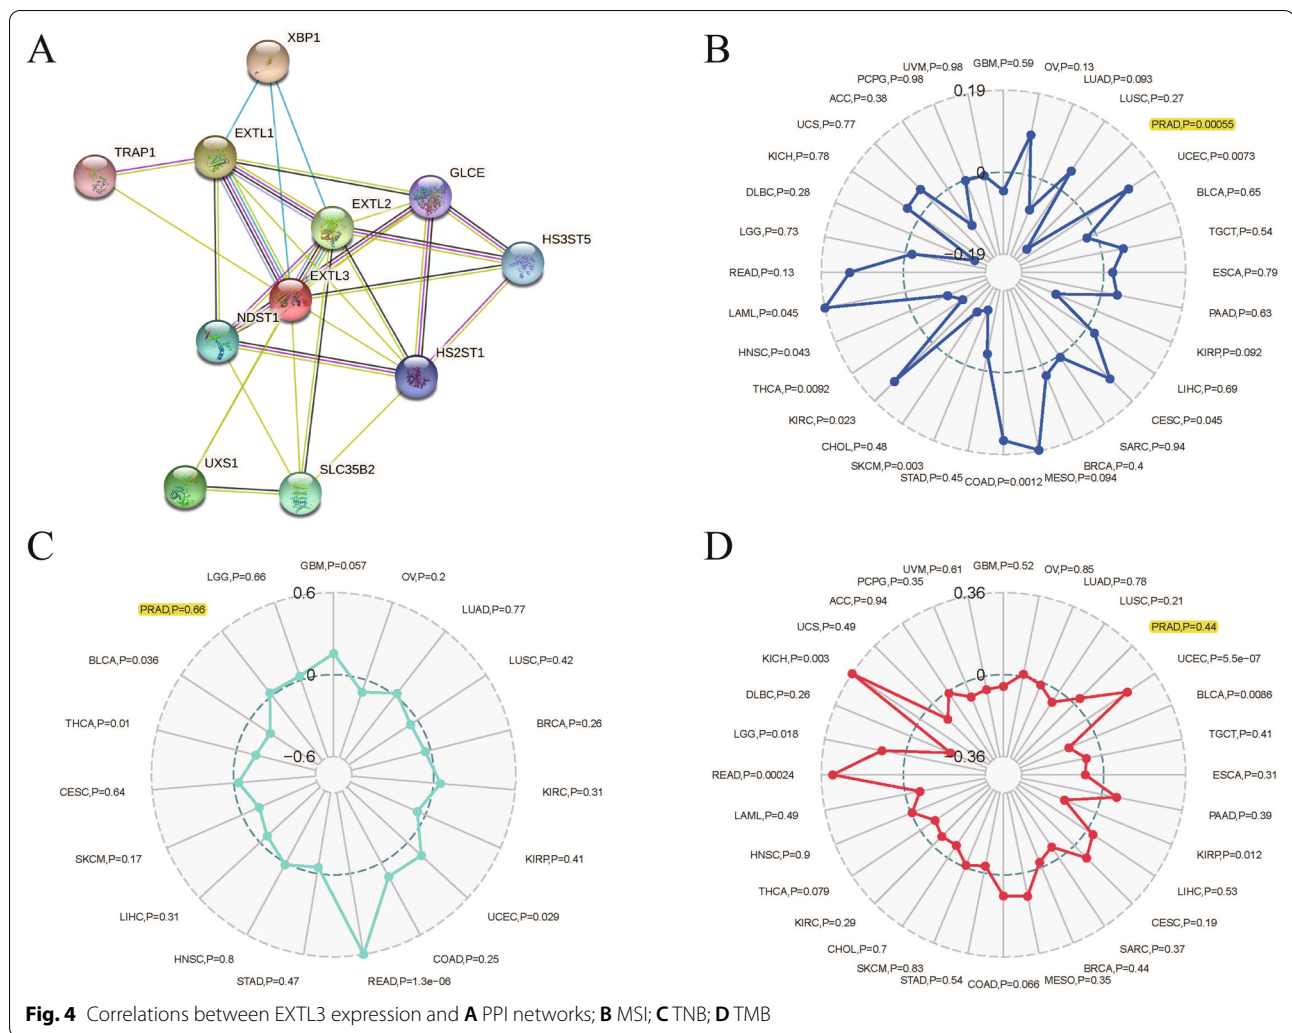 A
XBP1
EXTL1
TRAP1
GLCE
EXTL2
HS3ST5
EXTL3
NDST1
HS2ST1
UXS1
SLC35B2
B
GBM,P=0.59
OV,P=0.13
LUAD,P=0.093
LUSC,P=0.27
PRAD,P=0.00055
UCEC,P=0.0073
BLCA,P=0.65
TGCT,P=0.54
ESCA,P=0.79
PAAD,P=0.63
KIRP,P=0.092
LIHC,P=0.69
CESC,P=0.045
SARC,P=0.94
BRCA,P=0.4
MESO,P=0.094
COAD,P=0.0012
STAD,P=0.45
SKCM,P=0.003
CHOL,P=0.48
KIRC,P=0.023
THCA,P=0.0092
HNSC,P=0.043
LAML,P=0.045
READ,P=0.13
LGG,P=0.73
DLBC,P=0.28
KICH,P=0.78
UCS,P=0.77
ACC,P=0.38
PCPG,P=0.98
UVM,P=0.98
0.19
0
−0.19
C
GBM,P=0.057
OV,P=0.2
LUAD,P=0.77
LUSC,P=0.42
BRCA,P=0.26
KIRC,P=0.31
KIRP,P=0.41
UCEC,P=0.029
COAD,P=0.25
READ,P=1.3e−06
STAD,P=0.47
HNSC,P=0.8
LIHC,P=0.31
SKCM,P=0.17
CESC,P=0.64
THCA,P=0.01
BLCA,P=0.036
PRAD,P=0.66
LGG,P=0.66
0.6
0
−0.6
D
GBM,P=0.52
OV,P=0.85
LUAD,P=0.78
LUSC,P=0.21
PRAD,P=0.44
UCEC,P=5.5e−07
BLCA,P=0.0086
TGCT,P=0.41
ESCA,P=0.31
PAAD,P=0.39
KIRP,P=0.012
LIHC,P=0.53
CESC,P=0.19
SARC,P=0.37
BRCA,P=0.44
MESO,P=0.35
COAD,P=0.066
STAD,P=0.54
SKCM,P=0.83
CHOL,P=0.7
KIRC,P=0.29
THCA,P=0.079
HNSC,P=0.9
LAML,P=0.49
READ,P=0.00024
LGG,P=0.018
DLBC,P=0.26
KICH,P=0.003
UCS,P=0.49
ACC,P=0.94
PCPG,P=0.35
UVM,P=0.61
0.36
0
−0.36
Fig. 4 Correlations between EXTL3 expression and A PPI networks; B MSI; C TNB; D TMB